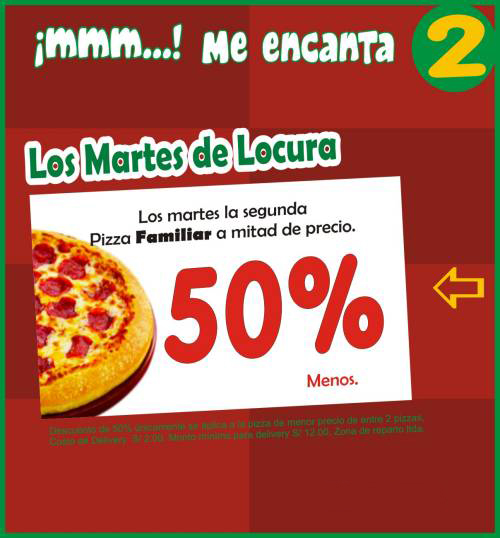 ¡mmm...! Me encanta
2
Los Martes de Locura
Los martes la segunda
Pizza Familiar a mitad de precio.
50%
Menos.
Descuento de 50% únicamente se aplica a la pizza de menor precio de entre 2 pizzas,
Costo de Delivery S/ 2.00. Monto mínimo para delivery S/ 12.00. Zona de reparto ltda.